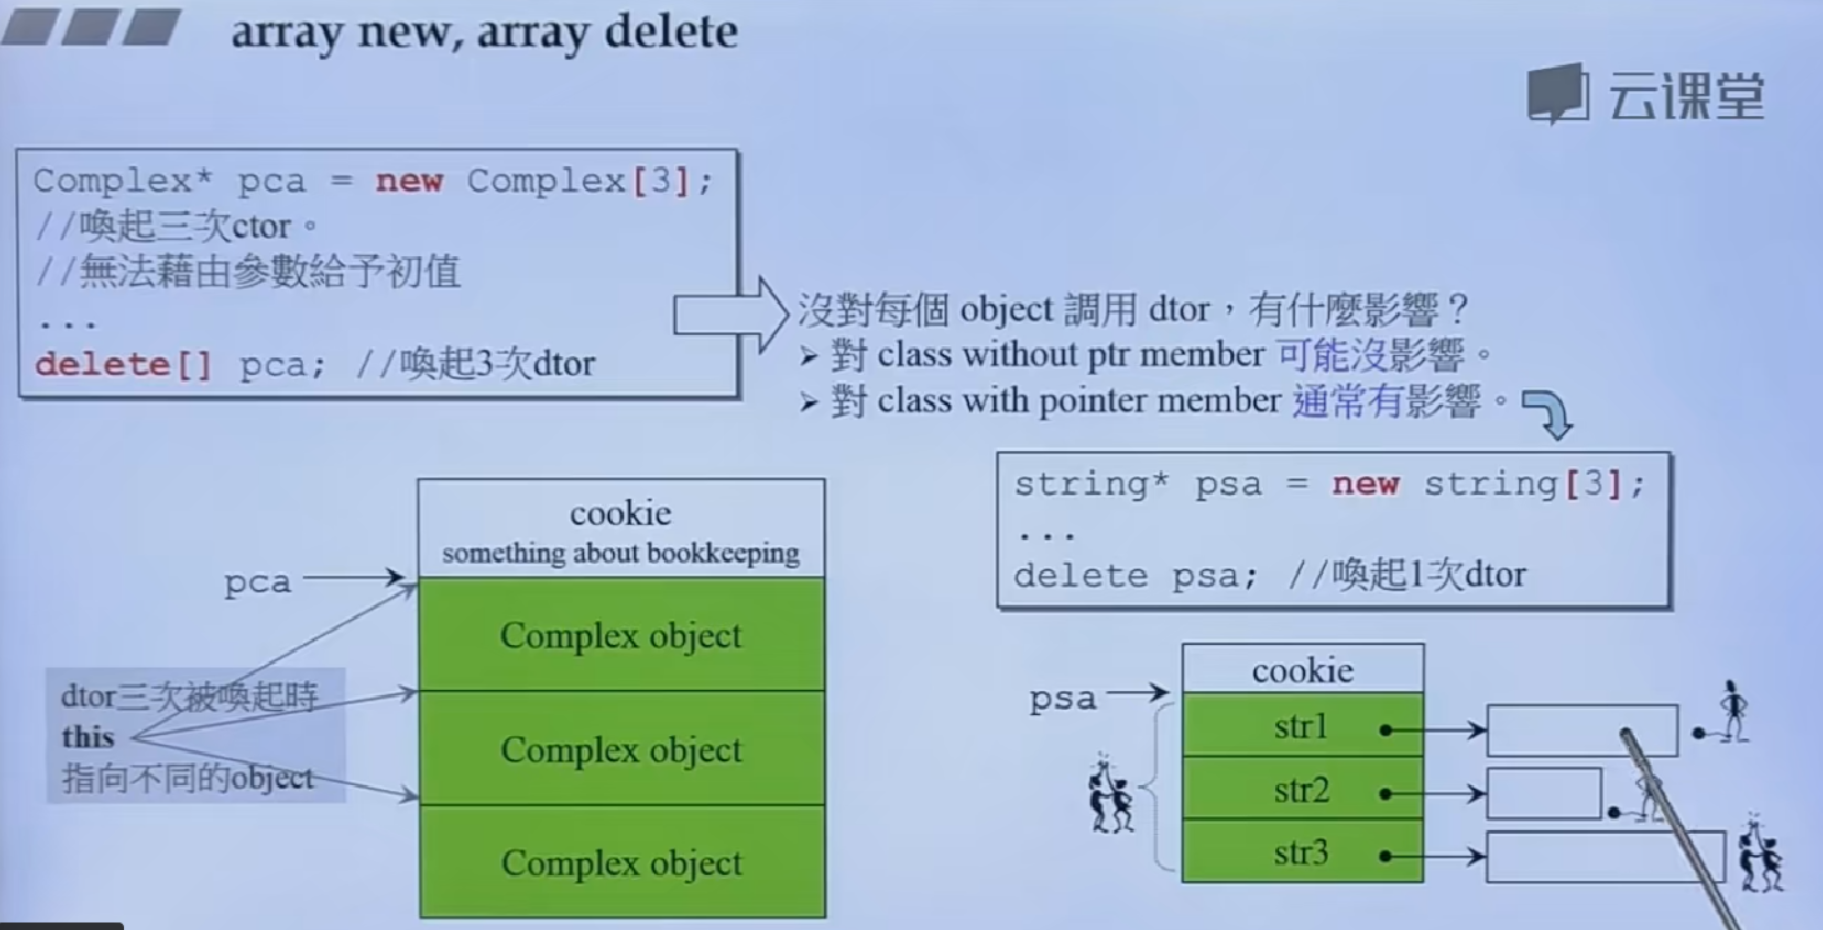 array new, array delete
云课堂
Complex* pca = new Complex[3];
//喚起三次ctor。
//無法藉由參數給予初值
...
delete[] pca; //喚起3次dtor
沒對每個 object 調用 dtor，有什麼影響？
➢ 對 class without ptr member 可能沒影響。
➢ 對 class with pointer member 通常有影響。
string* psa = new string[3];
...
delete psa; //喚起1次dtor
cookie
something about bookkeeping
pca
Complex object
Complex object
Complex object
dtor三次被喚起時
this
指向不同的object
cookie
psa
str1
str2
str3